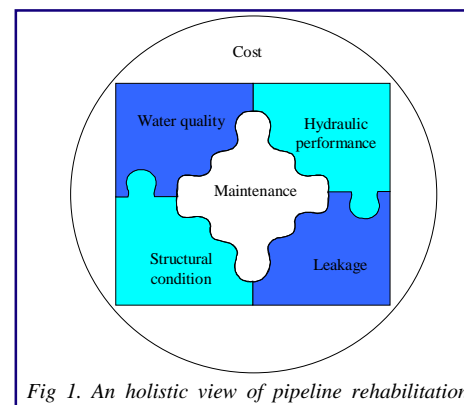 Cost
Water quality
Hydraulic
performance
Maintenance
Structural
condition
Leakage
Fig 1. An holistic view of pipeline rehabilitation